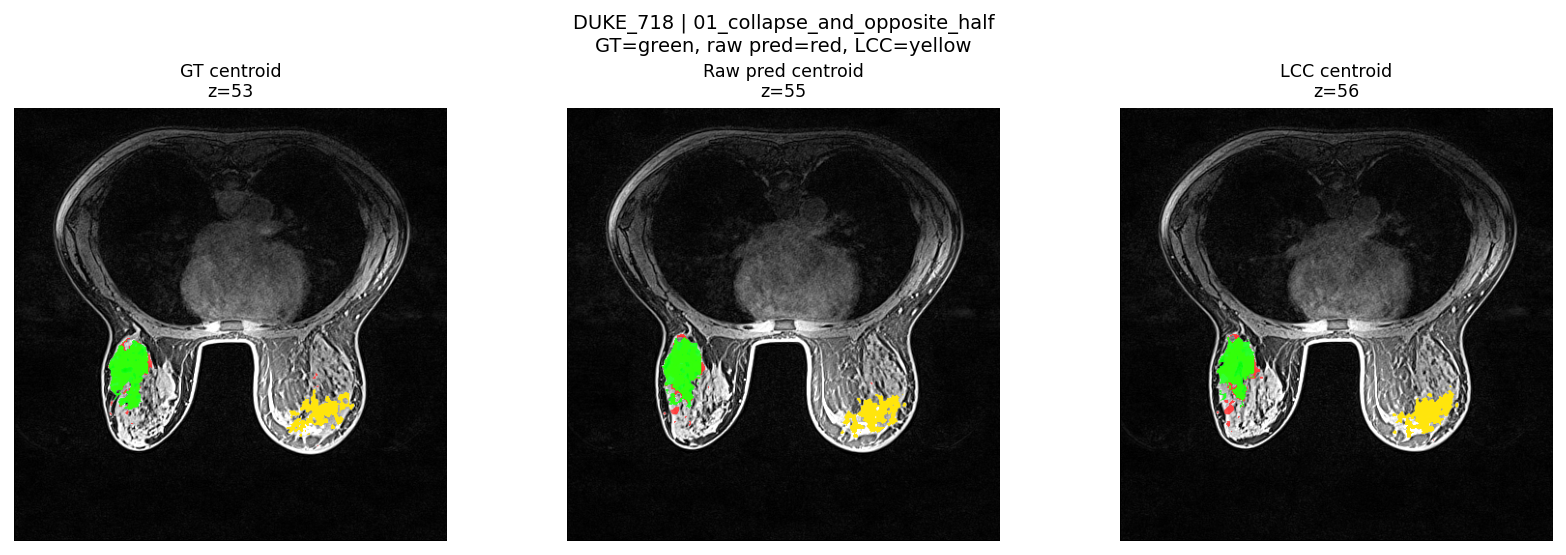 DUKE_718 | 01_collapse_and_opposite_half
GT=green, raw pred=red, LCC=yellow
GT centroid
z=53
Raw pred centroid
z=55
LCC centroid
z=56